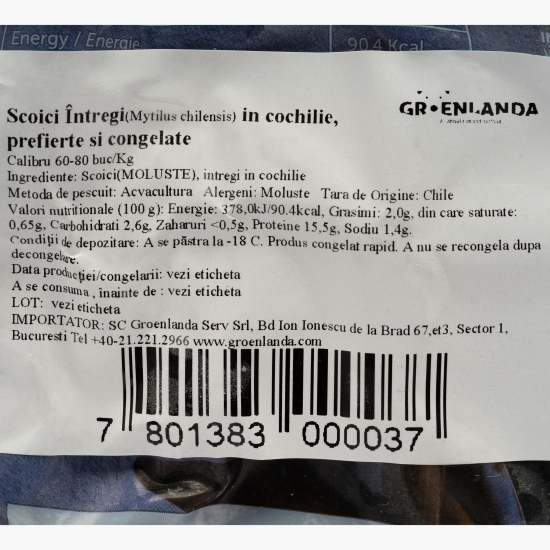 Energy / Energie
90.4 Kcal
GROENLANDA
Scoici Întregi(Mytilus chilensis) in cochilie,
prefierte si congelate
Calibru 60-80 buc/Kg
Ingrediente: Scoici(MOLUSTE), intregi in cochilie
Metoda de pescuit: Acvacultura Alergeni: Moluste Tara de Origine: Chile
Valori nutritionale (100 g): Energie: 378,0kJ/90.4kcal, Grasimi: 2,0g, din care saturate:
0,65g, Carbohidrati 2,6g, Zaharuri <0,5g, Proteine 15,5g, Sodiu 1,4g.
Condiții de depozitare: A se păstra la -18 C. Produs congelat rapid. A nu se recongela dupa
decongelare.
Data producției/congelarii: vezi eticheta
A se consuma , înainte de : vezi eticheta
LOT: vezi eticheta
IMPORTATOR: SC Groenlanda Serv Srl, Bd Ion Ionescu de la Brad 67,et3, Sector 1,
Bucuresti Tel +40-21.221.2966 www.groenlanda.com
7 801383 000037